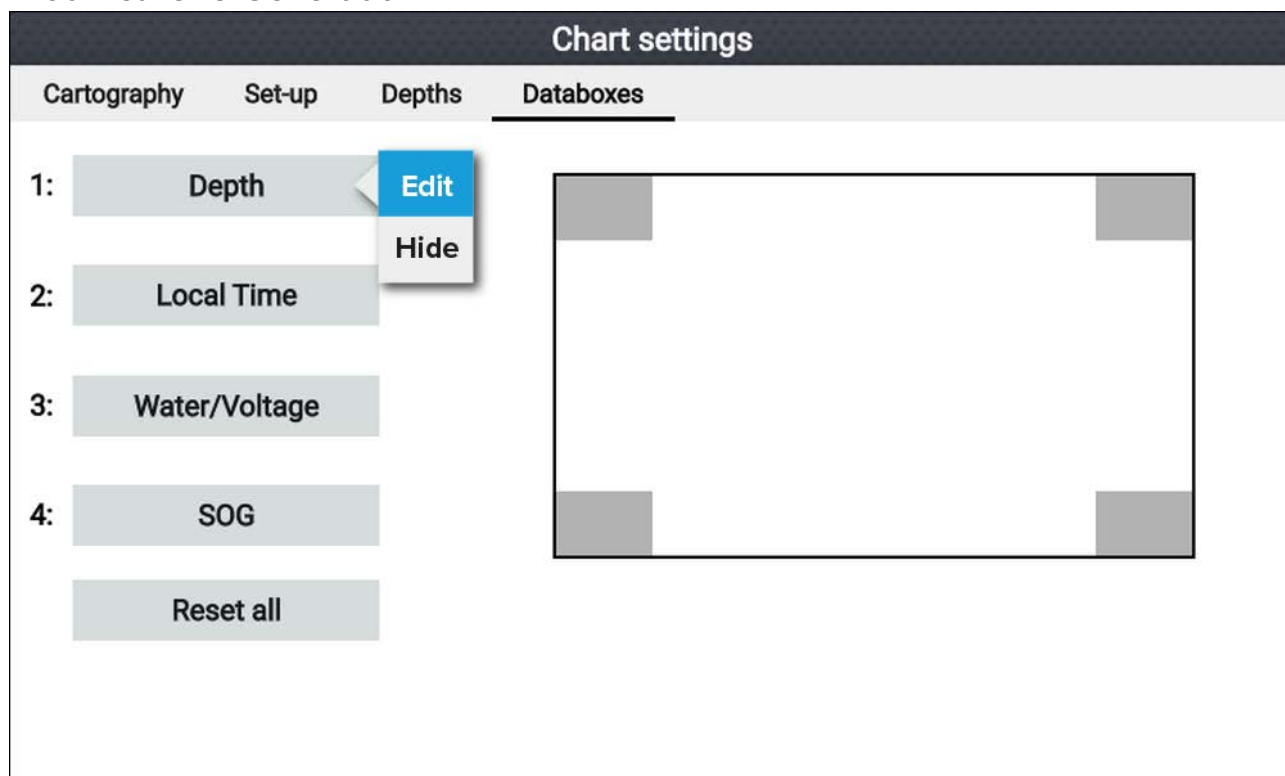 Chart settings
Cartography Set-up Depths Databoxes
1: Depth Edit
Hide
2: Local Time
3: Water/Voltage
4: SOG
Reset all